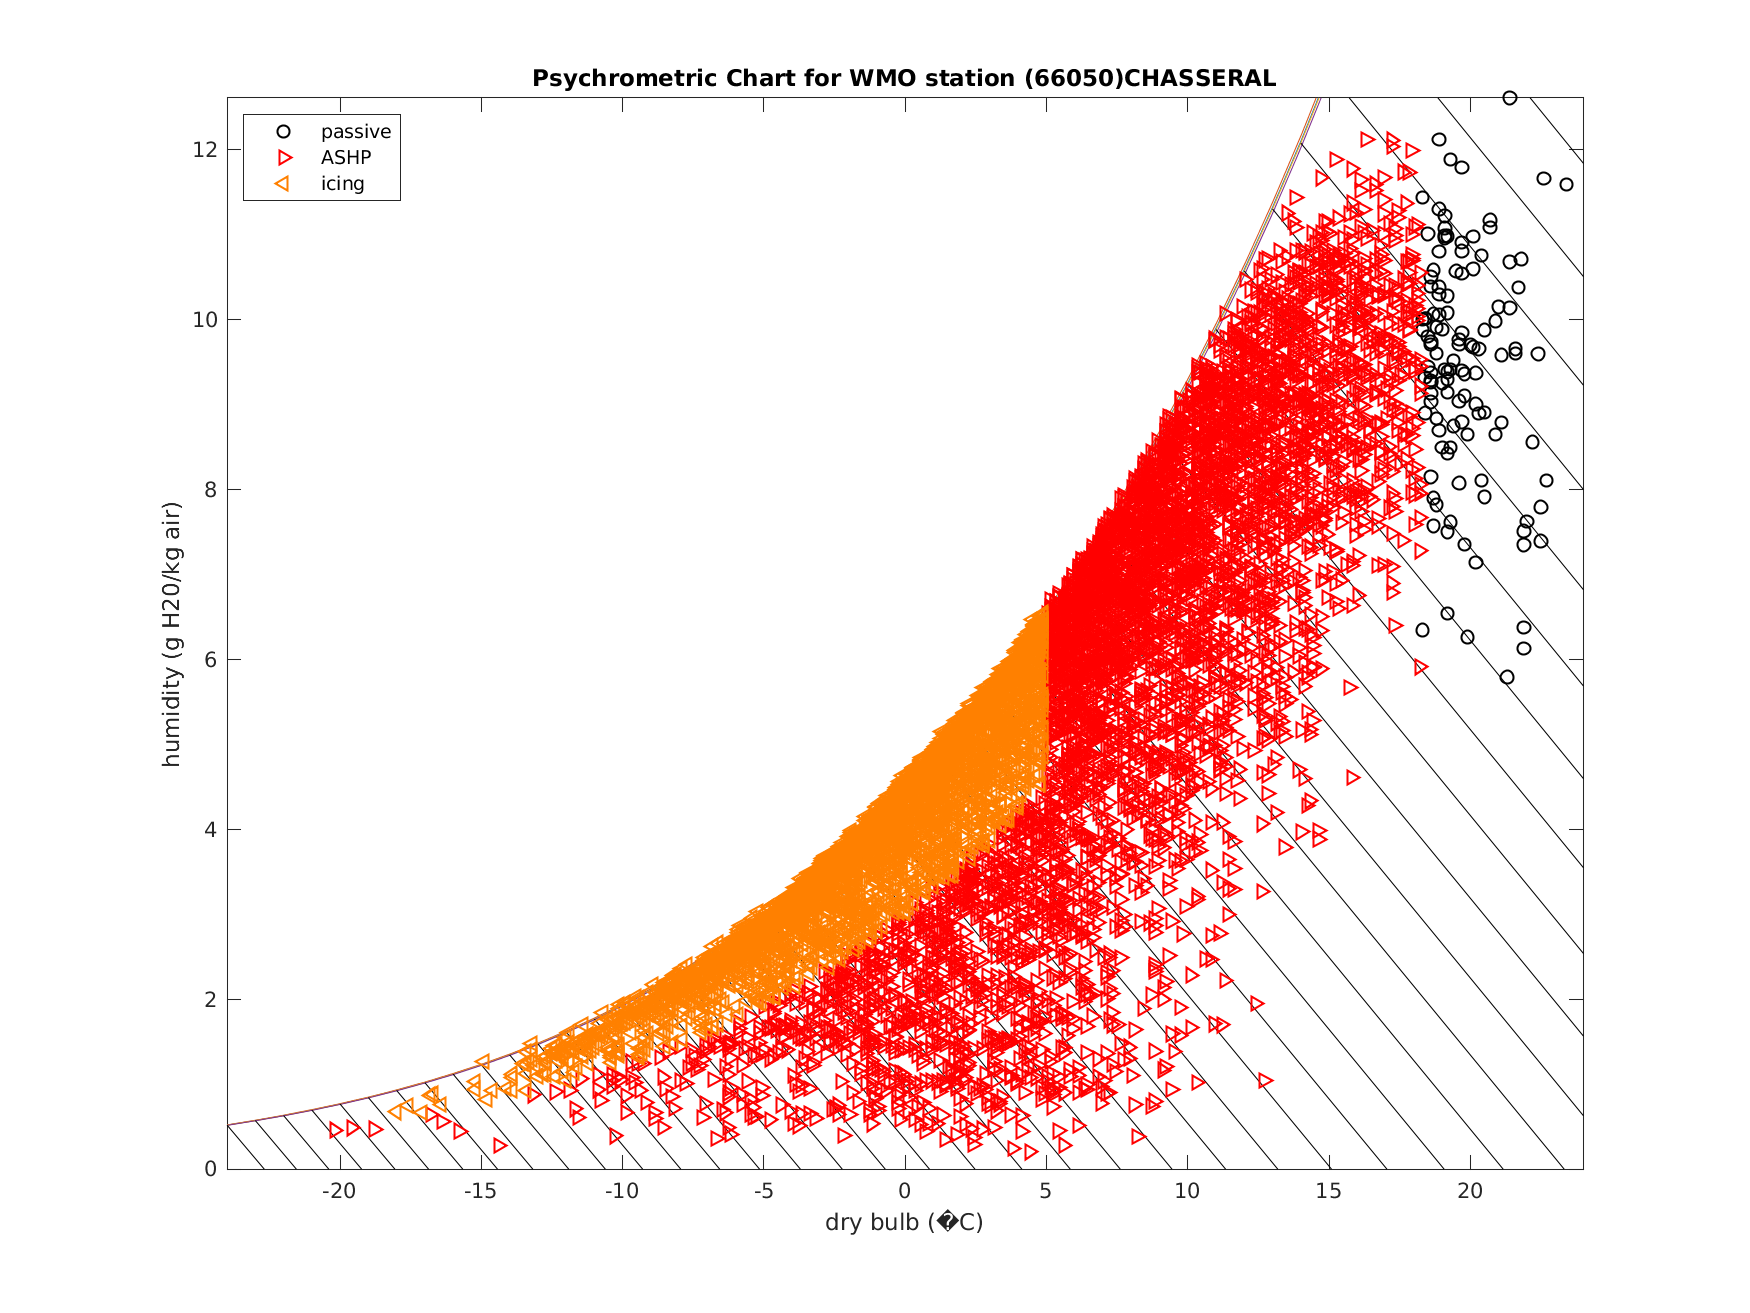 Psychrometric Chart for WMO station (66050)CHASSERAL
passive
ASHP
icing
humidity (g H20/kg air)
12
10
8
6
4
2
0
-20 -15 -10 -5 0 5 10 15 20
dry bulb (�C)